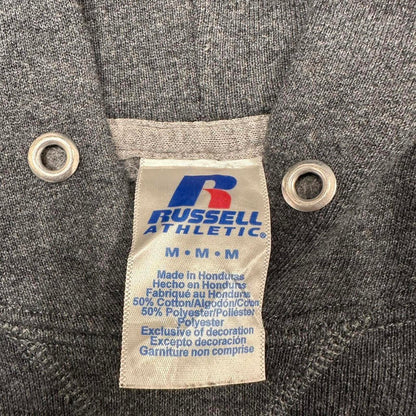 R
RUSSELL
ATHLETIC®
M • M • M
Made in Honduras
Hecho en Honduras
Fabriqué au Honduras
50% Cotton/Algodón/Coton
50% Polyester/Poliéster/
Polyester
Exclusive of decoration
Excepto decoración
Garniture non comprise